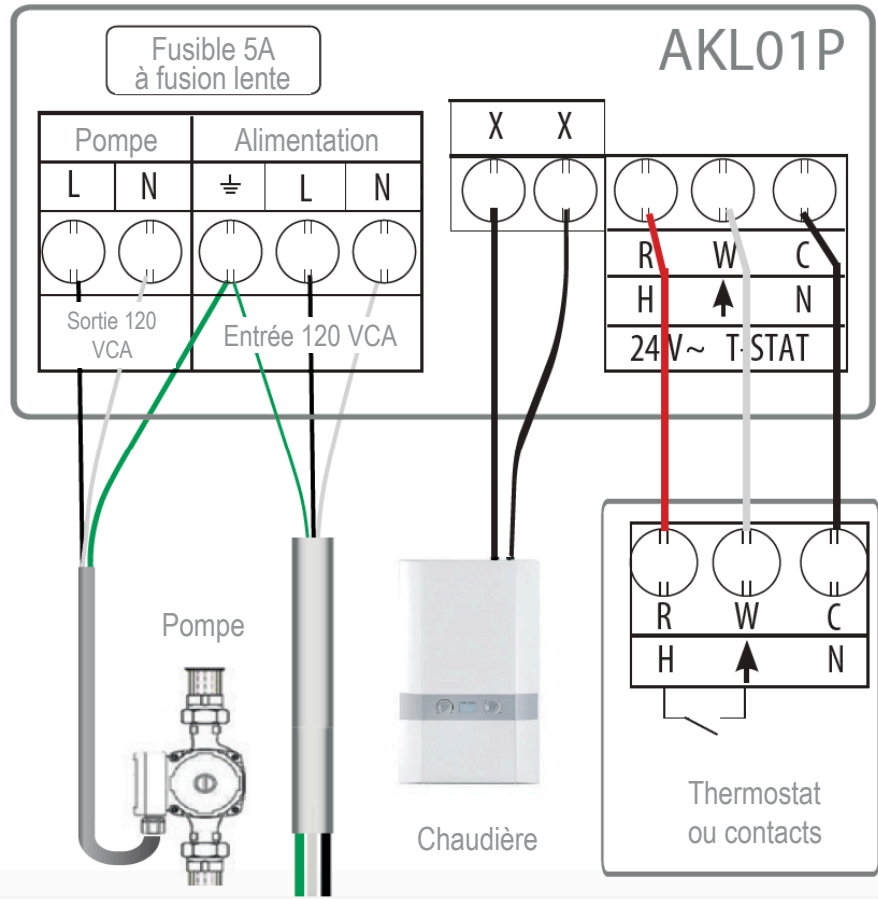 AKL01P
Fusible 5A
à fusion lente
Pompe Alimentation
L N ⏚ L N
Sortie 120
VCA
Entrée 120 VCA
X X
R W C
H N
24V~ T-STAT
R W C
H N
Pompe
Chaudière
Thermostat
ou contacts